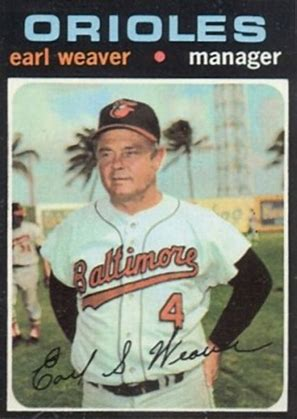 ORIOLES
earl weaver • manager
Baltimore
4
Earl S Weaver